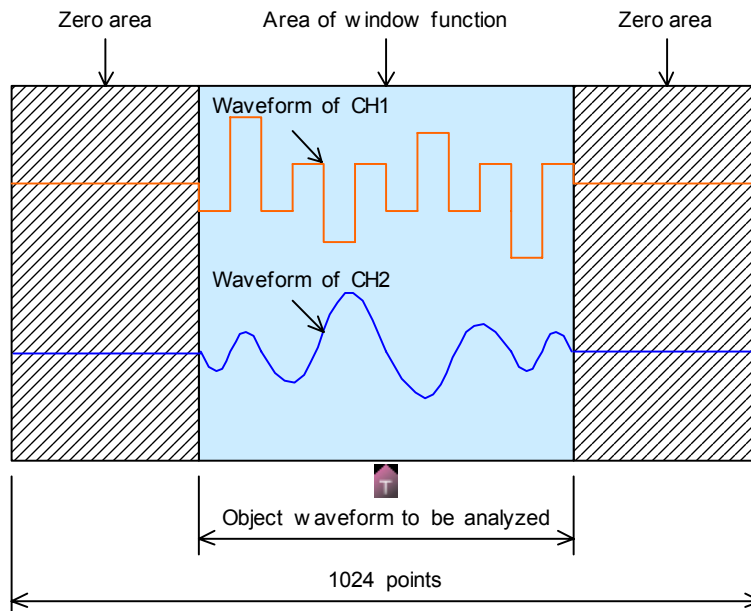 Zero area
Area of window function
Zero area
Waveform of CH1
Waveform of CH2
T
Object waveform to be analyzed
1024 points